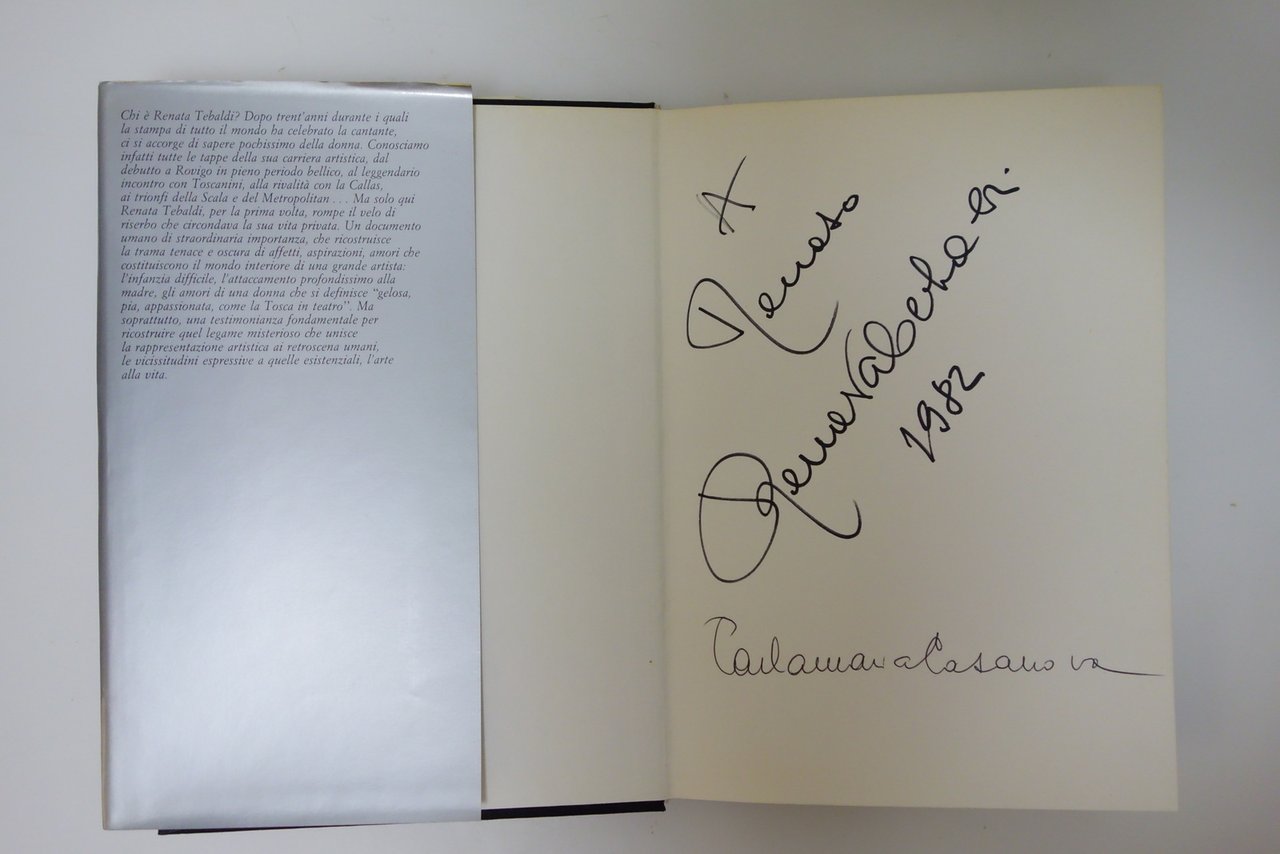 Chi è Renata Tebaldi? Dopo trent'anni durante i quali
la stampa di tutto il mondo ha celebrato la cantante,
ci si accorge di sapere pochissimo della donna. Conosciamo
infatti tutte le tappe della sua carriera artistica, dal
debutto a Rovigo in pieno periodo bellico, al leggendario
incontro con Toscanini, alla rivalità con la Callas,
ai trionfi della Scala e del Metropolitan . . . Ma solo qui
Renata Tebaldi, per la prima volta, rompe il velo di
riserbo che circondava la sua vita privata. Un documento
umano di straordinaria importanza, che ricostruisce
la trama tenace e oscura di affetti, aspirazioni, amori che
costituiscono il mondo interiore di una grande artista:
l'infanzia difficile, l'attaccamento profondissimo alla
madre, gli amori di una donna che si definisce "gelosa,
pia, appassionata, come la Tosca in teatro". Ma
soprattutto, una testimonianza fondamentale per
ricostruire quel legame misterioso che unisce
la rappresentazione artistica ai retroscena umani,
le vicissitudini espressive a quelle esistenziali, l'arte
alla vita.
A
Renato
Renata Tebaldi
1982
Carlamaria Casanova